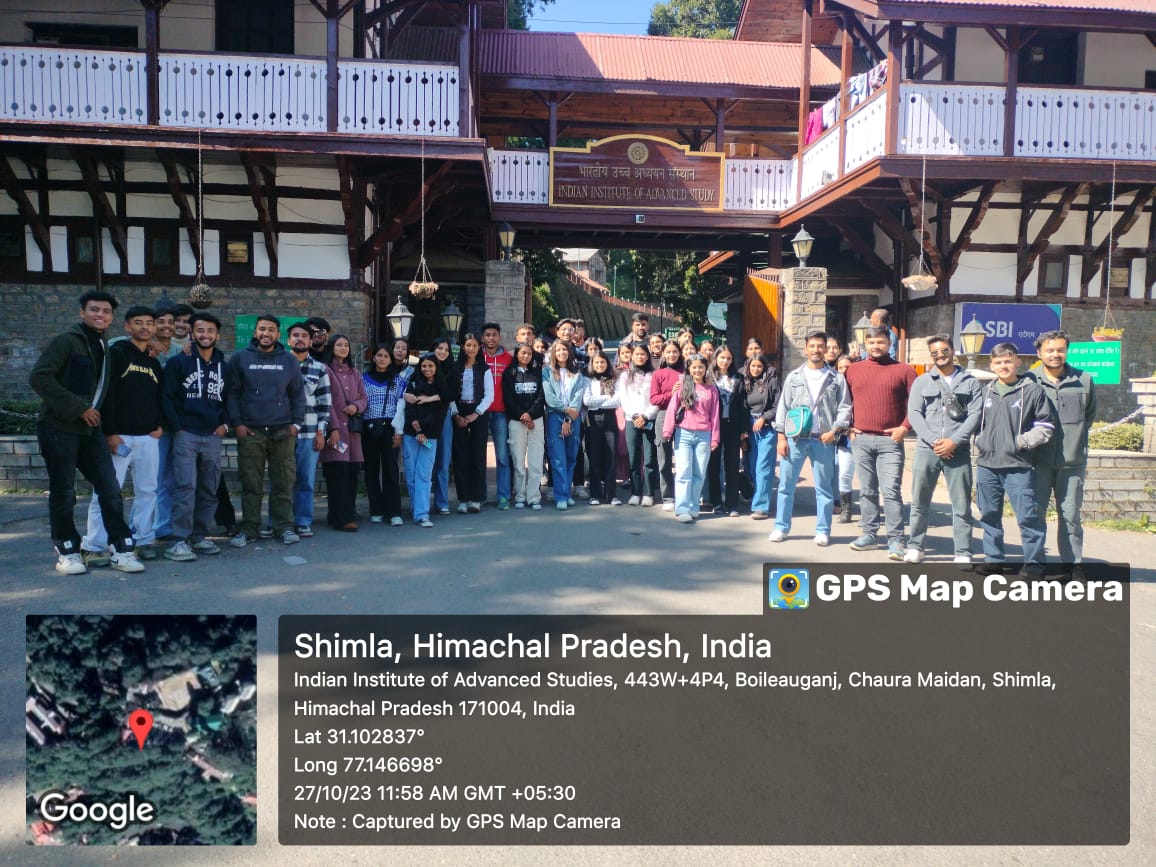 भारतीय उच्च अध्ययन संस्थान
INDIAN INSTITUTE OF ADVANCED STUDY
SBI
GPS Map Camera
Shimla, Himachal Pradesh, India
Indian Institute of Advanced Studies, 443W+4P4, Boileauganj, Chaura Maidan, Shimla,
Himachal Pradesh 171004, India
Lat 31.102837°
Long 77.146698°
27/10/23 11:58 AM GMT +05:30
Note : Captured by GPS Map Camera
Google